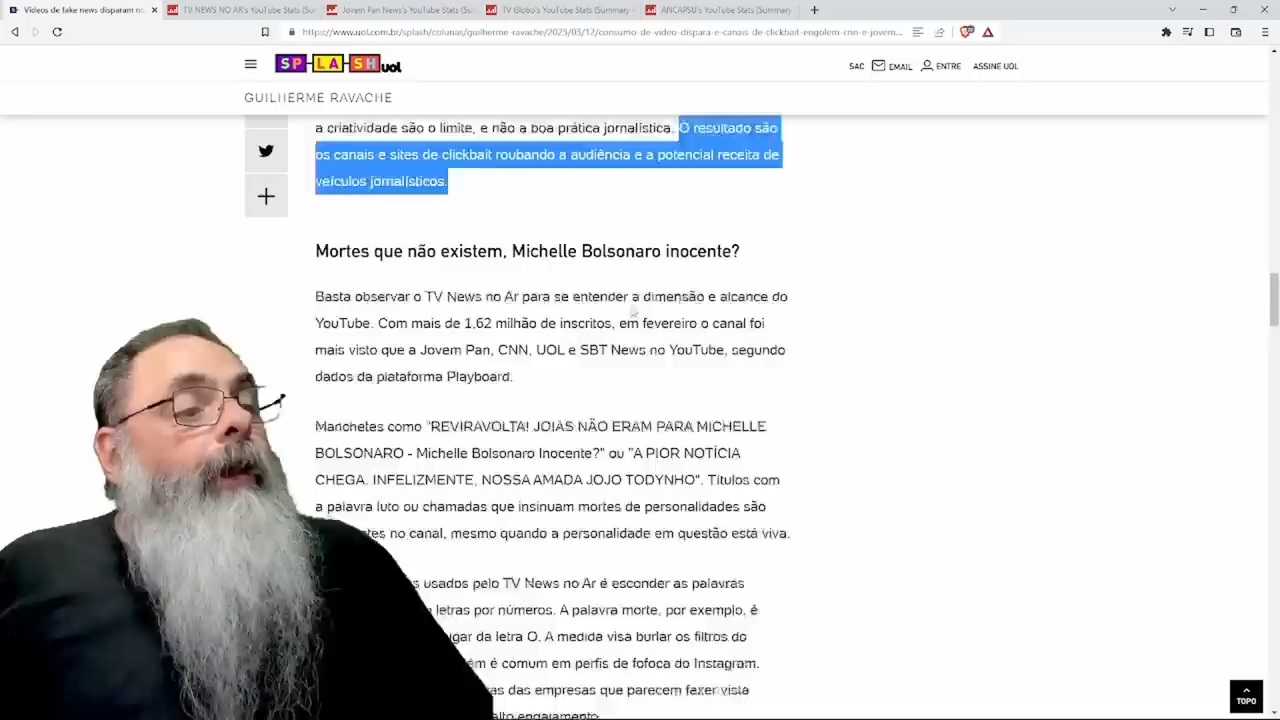 Vídeos de fake news disparam no
TV NEWS NO AR's YouTube Stats (Su
Jovem Pan News's YouTube Stats (Su
TV Globo's YouTube Stats (Summary
ANCAPSU's YouTube Stats (Summary)
https://www.uol.com.br/splash/colunas/guilherme-ravache/2023/03/12/consumo-de-video-dispara-e-canais-de-clickbait-engolem-cnn-e-jovem...
SPLASH uol
SAC EMAIL ENTRE ASSINE UOL
GUILHERME RAVACHE
a criatividade são o limite, e não a boa prática jornalística. O resultado são
os canais e sites de clickbait roubando a audiência e a potencial receita de
veículos jornalísticos.
Mortes que não existem, Michelle Bolsonaro inocente?
Basta observar o TV News no Ar para se entender a dimensão e alcance do
YouTube. Com mais de 1,62 milhão de inscritos, em fevereiro o canal foi
mais visto que a Jovem Pan, CNN, UOL e SBT News no YouTube, segundo
dados da plataforma Playboard.
Manchetes como "REVIRAVOLTA! JOIAS NÃO ERAM PARA MICHELLE
BOLSONARO - Michelle Bolsonaro Inocente?" ou "A PIOR NOTÍCIA
CHEGA. INFELIZMENTE, NOSSA AMADA JOJO TODYNHO". Títulos com
a palavra luto ou chamadas que insinuam mortes de personalidades são
tes no canal, mesmo quando a personalidade em questão está viva.
s usados pelo TV News no Ar é esconder as palavras
letras por números. A palavra morte, por exemplo, é
gar da letra O. A medida visa burlar os filtros do
ém é comum em perfis de fofoca do Instagram.
as das empresas que parecem fazer vista
alto engajamento.
TOPO